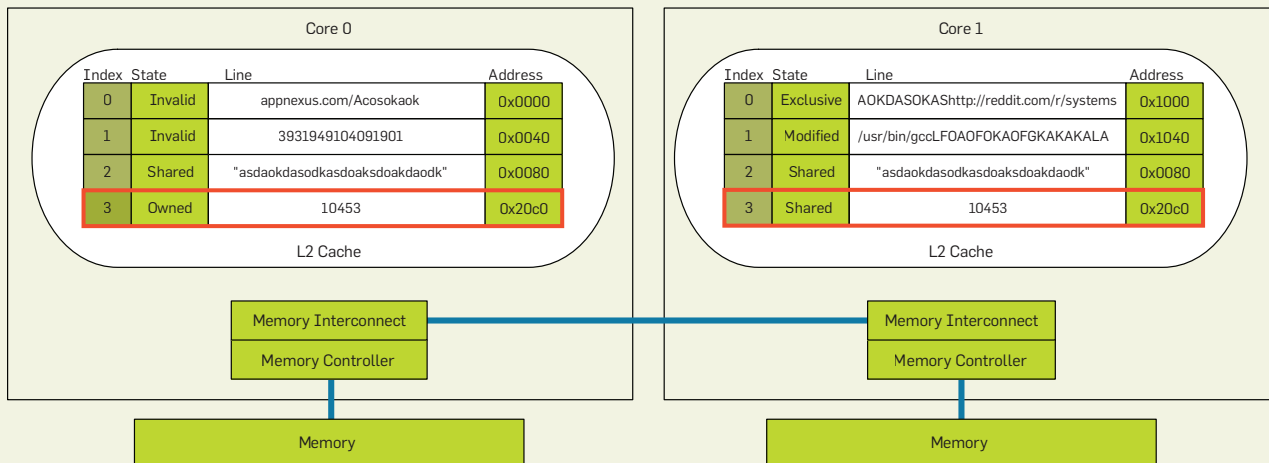 Core 0
Index State Line Address
0 Invalid appnexus.com/Acosokaok 0x0000
1 Invalid 3931949104091901 0x0040
2 Shared "asdaokdasodkasdoaksdoakdaodk" 0x0080
3 Owned 10453 0x20c0
L2 Cache
Memory Interconnect
Memory Controller
Memory
Core 1
Index State Line Address
0 Exclusive AOKDASOKAShttp://reddit.com/r/systems 0x1000
1 Modified /usr/bin/gccLFOAOFOKAOFGKAKAKALA 0x1040
2 Shared "asdaokdasodkasdoaksdoakdaodk" 0x0080
3 Shared 10453 0x20c0
L2 Cache
Memory Interconnect
Memory Controller
Memory